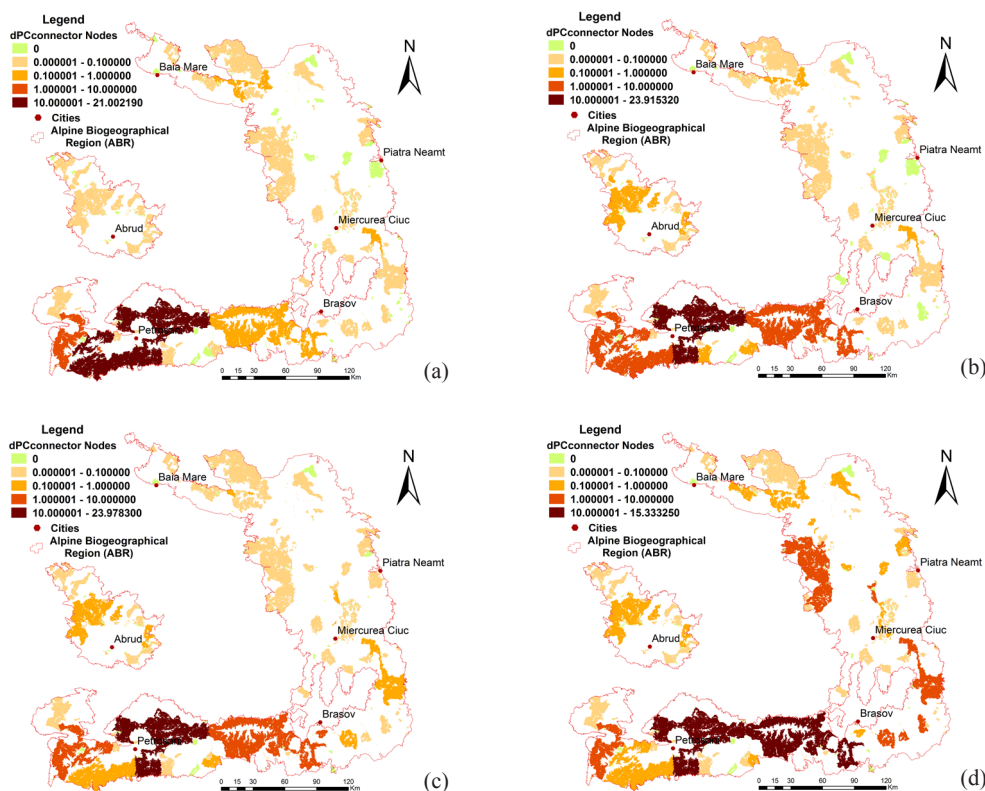 Legend
dPCconnector Nodes
0
0.000001 - 0.100000
0.100001 - 1.000000
1.000001 - 10.000000
10.000001 - 21.002190
Cities
Alpine Biogeographical
Region (ABR)
N
Baia Mare
Piatra Neamt
Miercurea Ciuc
Abrud
Brasov
0 15 30 60 90 120
Km
(a)
Legend
dPCconnector Nodes
0
0.000001 - 0.100000
0.100001 - 1.000000
1.000001 - 10.000000
10.000001 - 23.915320
Cities
Alpine Biogeographical
Region (ABR)
N
Baia Mare
Piatra Neamt
Miercurea Ciuc
Abrud
Brasov
0 15 30 60 90 120
Km
(b)
Legend
dPCconnector Nodes
0
0.000001 - 0.100000
0.100001 - 1.000000
1.000001 - 10.000000
10.000001 - 23.978300
Cities
Alpine Biogeographical
Region (ABR)
N
Baia Mare
Piatra Neamt
Miercurea Ciuc
Abrud
Brasov
0 15 30 60 90 120
Km
(c)
Legend
dPCconnector Nodes
0
0.000001 - 0.100000
0.100001 - 1.000000
1.000001 - 10.000000
10.000001 - 15.333250
Cities
Alpine Biogeographical
Region (ABR)
N
Baia Mare
Piatra Neamt
Miercurea Ciuc
Abrud
Brasov
0 15 30 60 90 120
Km
(d)